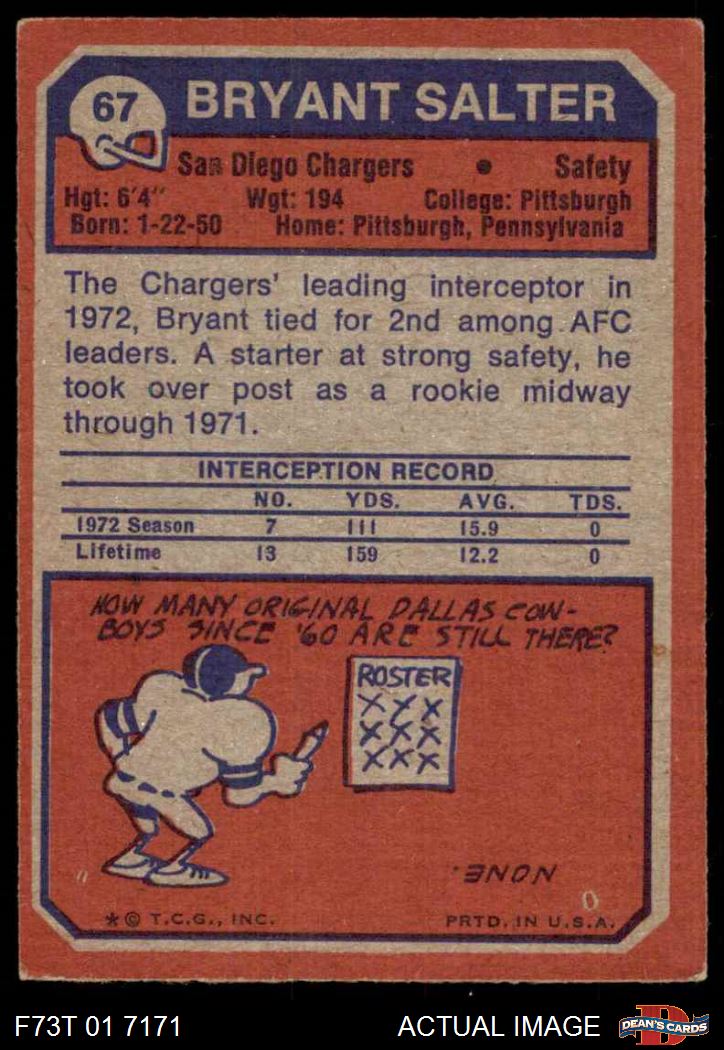 67 BRYANT SALTER
San Diego Chargers • Safety
Hgt: 6'4" Wgt: 194 College: Pittsburgh
Born: 1-22-50 Home: Pittsburgh, Pennsylvania
The Chargers' leading interceptor in
1972, Bryant tied for 2nd among AFC
leaders. A starter at strong safety, he
took over post as a rookie midway
through 1971.
INTERCEPTION RECORD
NO. YDS. AVG. TDS.
1972 Season 7 111 15.9 0
Lifetime 13 159 12.2 0
HOW MANY ORIGINAL DALLAS COW-
BOYS SINCE '60 ARE STILL THERE?
ROSTER
X X X
X X X
X X X
NONE.
0
* © T.C.G., INC. PRTD. IN U.S.A.
F73T 01 7171 ACTUAL IMAGE D DEAN'S CARDS